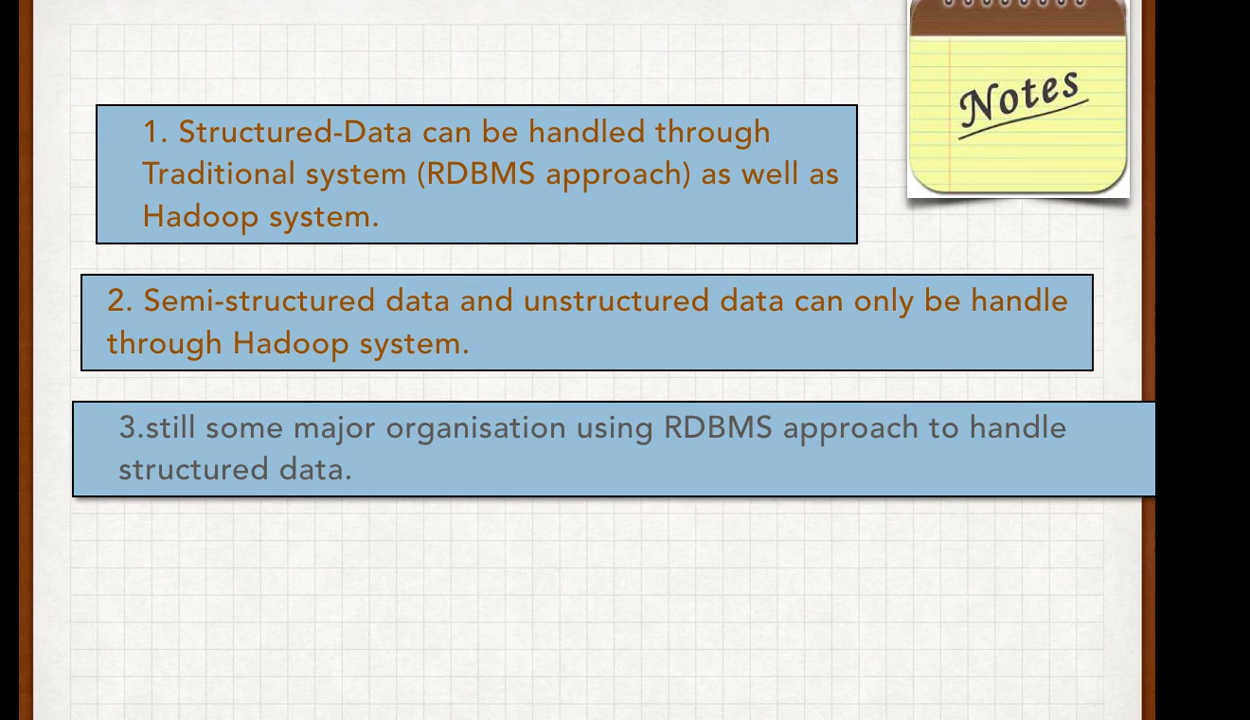 Notes
1. Structured-Data can be handled through
Traditional system (RDBMS approach) as well as
Hadoop system.
2. Semi-structured data and unstructured data can only be handle
through Hadoop system.
3.still some major organisation using RDBMS approach to handle
structured data.